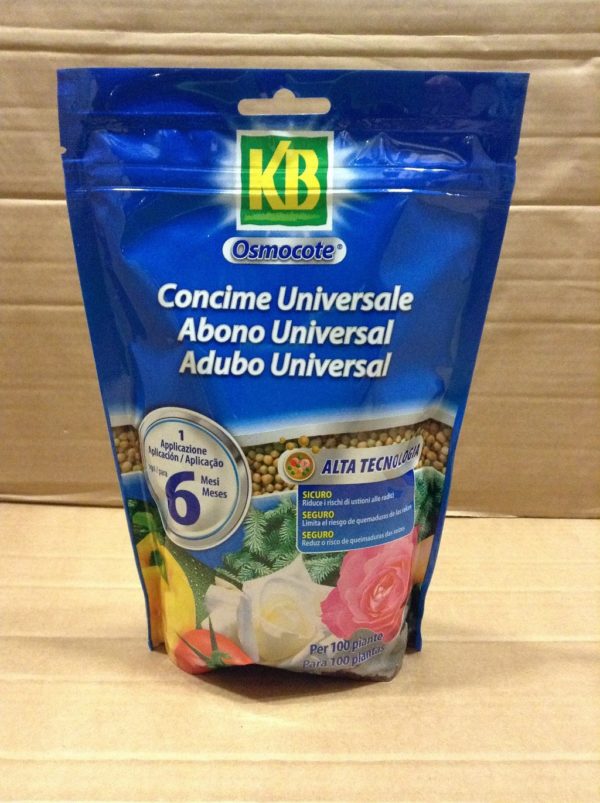 KB
Osmocote®
Concime Universale
Abono Universal
Adubo Universal
1
Applicazione
Aplicación / Aplicação
ogni / para
6 Mesi
Meses
ALTA TECNOLOGIA
SICURO
Riduce i rischi di ustioni alle radici
SEGURO
Limita el riesgo de quemaduras de las raíces
SEGURO
Reduz o risco de queimaduras das raízes
Per 100 piante
Para 100 plantas